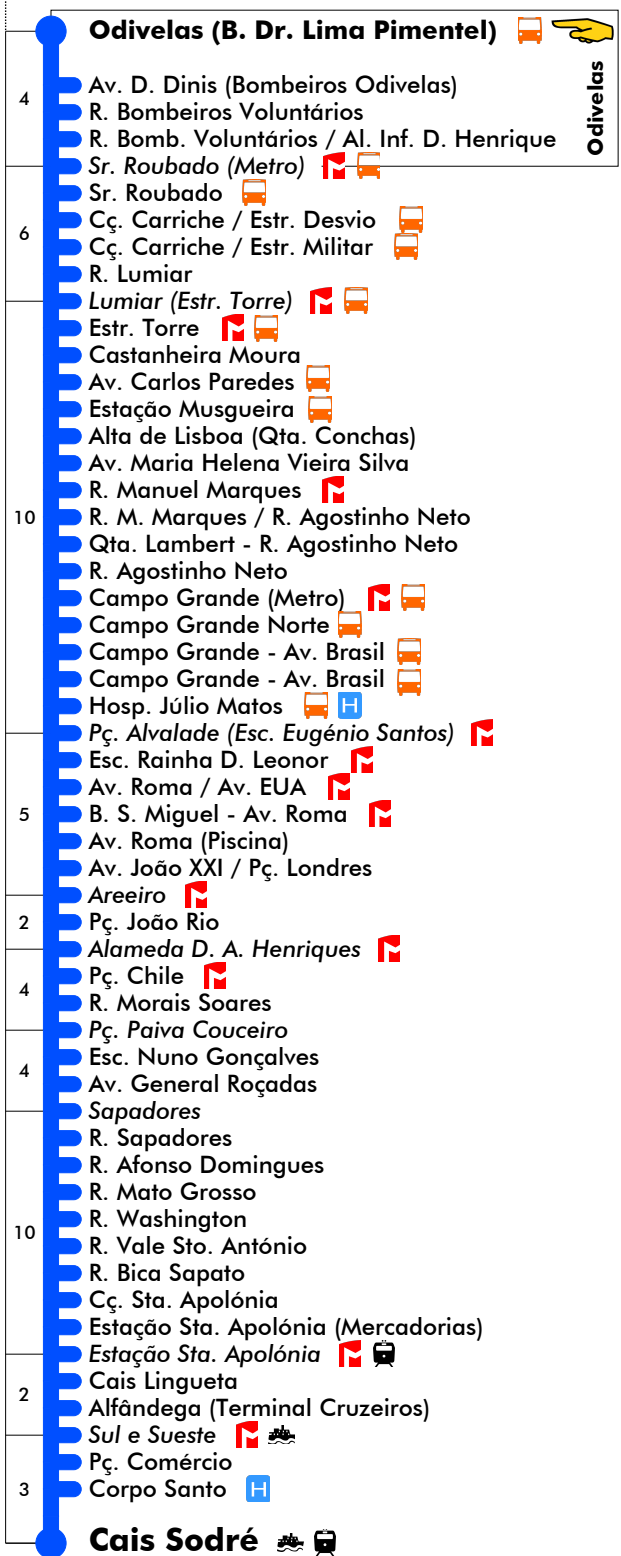 Odivelas (B. Dr. Lima Pimentel)
Odivelas
4
Av. D. Dinis (Bombeiros Odivelas)
R. Bombeiros Voluntários
R. Bomb. Voluntários / Al. Inf. D. Henrique
Sr. Roubado (Metro)
Sr. Roubado
6
Cç. Carriche / Estr. Desvio
Cç. Carriche / Estr. Militar
R. Lumiar
Lumiar (Estr. Torre)
Estr. Torre
Castanheira Moura
Av. Carlos Paredes
Estação Musgueira
Alta de Lisboa (Qta. Conchas)
Av. Maria Helena Vieira Silva
R. Manuel Marques
10
R. M. Marques / R. Agostinho Neto
Qta. Lambert - R. Agostinho Neto
R. Agostinho Neto
Campo Grande (Metro)
Campo Grande Norte
Campo Grande - Av. Brasil
Campo Grande - Av. Brasil
Hosp. Júlio Matos H
Pç. Alvalade (Esc. Eugénio Santos)
Esc. Rainha D. Leonor
Av. Roma / Av. EUA
5
B. S. Miguel - Av. Roma
Av. Roma (Piscina)
Av. João XXI / Pç. Londres
Areeiro
2
Pç. João Rio
Alameda D. A. Henriques
Pç. Chile
4
R. Morais Soares
Pç. Paiva Couceiro
Esc. Nuno Gonçalves
4
Av. General Roçadas
Sapadores
R. Sapadores
R. Afonso Domingues
R. Mato Grosso
R. Washington
10
R. Vale Sto. António
R. Bica Sapato
Cç. Sta. Apolónia
Estação Sta. Apolónia (Mercadorias)
Estação Sta. Apolónia
Cais Lingueta
2
Alfândega (Terminal Cruzeiros)
Sul e Sueste
Pç. Comércio
3
Corpo Santo H
Cais Sodré